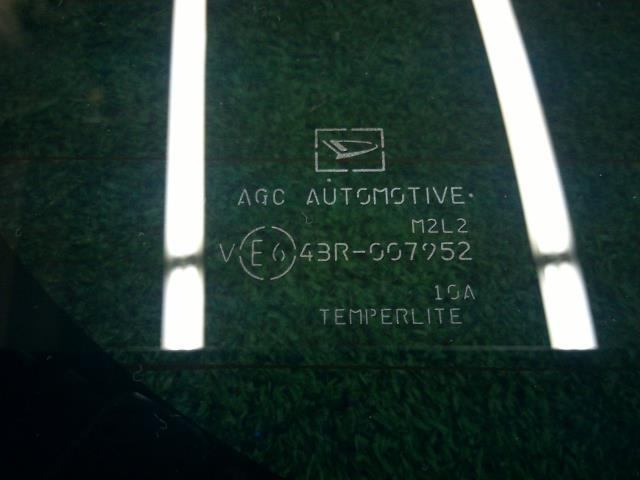 AGC AUTOMOTIVE
M2L2
V E6 43R-007952
10A
TEMPERLITE